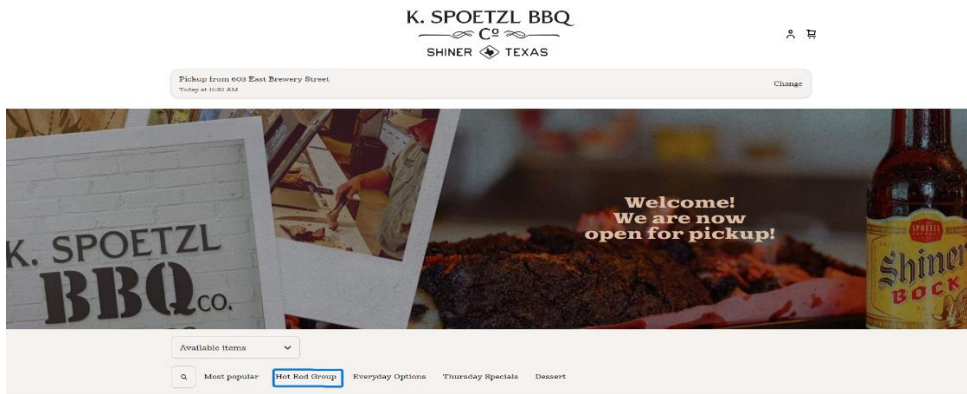 K. SPOETZL BBQ
Cº
SHINER TEXAS
Pickup from 603 East Brewery Street
Today at 11:30 AM
Change
Welcome!
We are now
open for pickup!
K. SPOETZL
BBQ CO.
SPOETZL
Shiner
BOCK
Available items
Most popular Hot Rod Group Everyday Options Thursday Specials Dessert